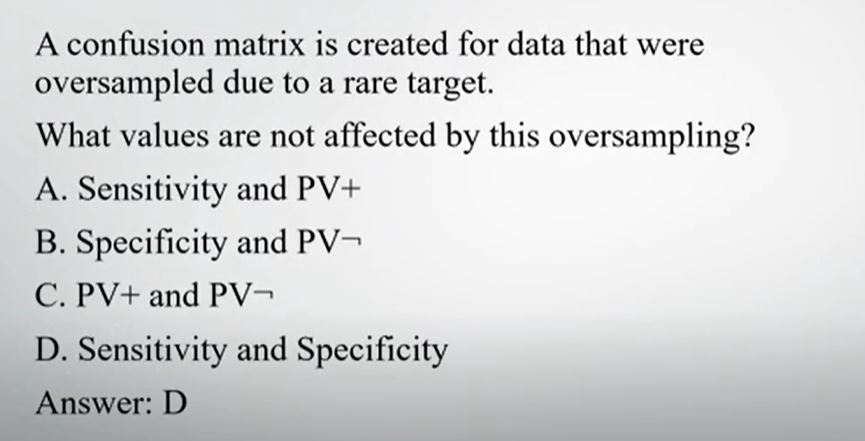 A confusion matrix is created for data that were
oversampled due to a rare target.
What values are not affected by this oversampling?
A. Sensitivity and PV+
B. Specificity and PV¬
C. PV+ and PV¬
D. Sensitivity and Specificity
Answer: D